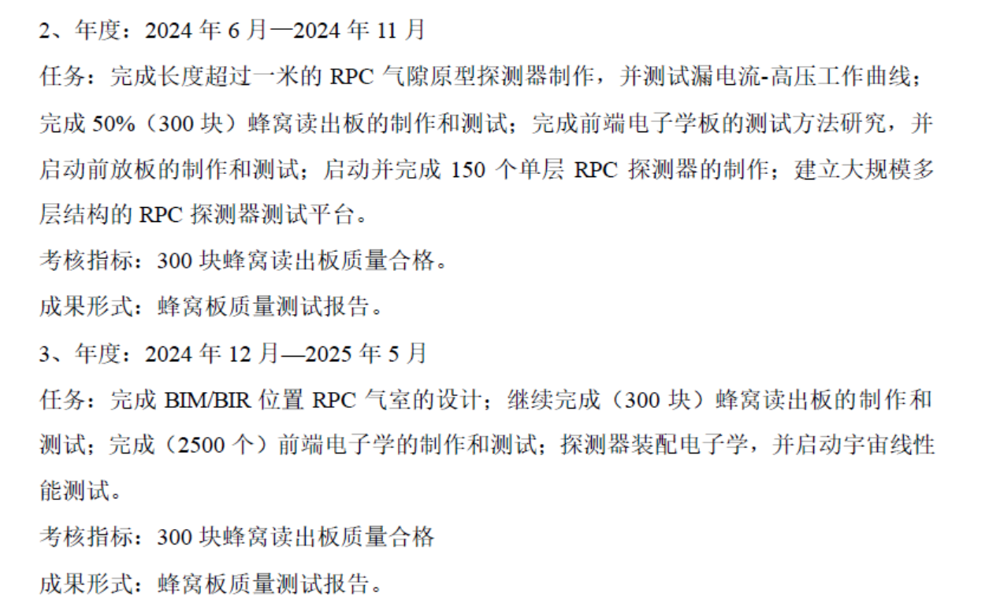 2、年度：2024 年 6 月—2024 年 11 月
任务：完成长度超过一米的 RPC 气隙原型探测器制作，并测试漏电流-高压工作曲线；
完成 50%（300 块）蜂窝读出板的制作和测试；完成前端电子学板的测试方法研究，并
启动前放板的制作和测试；启动并完成 150 个单层 RPC 探测器的制作；建立大规模多
层结构的 RPC 探测器测试平台。
考核指标：300 块蜂窝读出板质量合格。
成果形式：蜂窝板质量测试报告。
3、年度：2024 年 12 月—2025 年 5 月
任务：完成 BIM/BIR 位置 RPC 气室的设计；继续完成（300 块）蜂窝读出板的制作和
测试；完成（2500 个）前端电子学的制作和测试；探测器装配电子学，并启动宇宙线性
能测试。
考核指标：300 块蜂窝读出板质量合格
成果形式：蜂窝板质量测试报告。